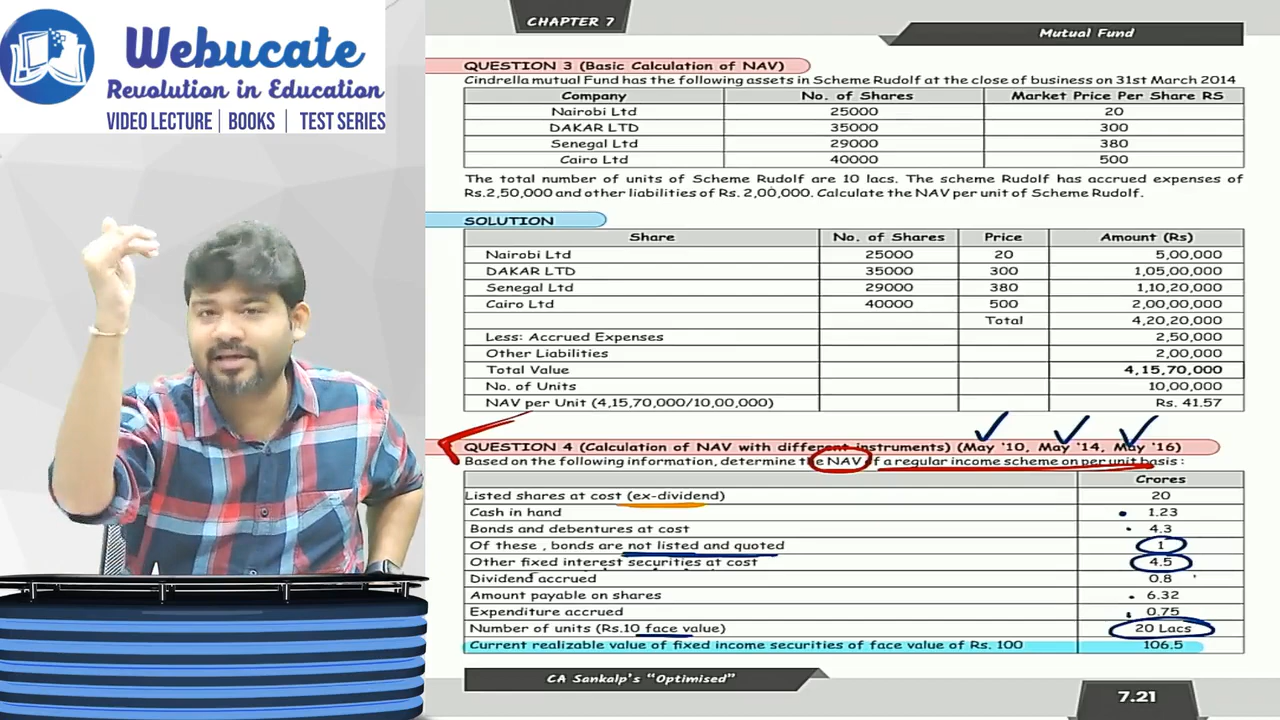 Webucate
Revolution in Education
VIDEO LECTURE | BOOKS | TEST SERIES
CHAPTER 7
Mutual Fund
QUESTION 3 (Basic Calculation of NAV)
Cindrella mutual Fund has the following assets in Scheme Rudolf at the close of business on 31st March 2014
Company No. of Shares Market Price Per Share RS
Nairobi Ltd 25000 20
DAKAR LTD 35000 300
Senegal Ltd 29000 380
Cairo Ltd 40000 500
The total number of units of Scheme Rudolf are 10 lacs. The scheme Rudolf has accrued expenses of
Rs.2,50,000 and other liabilities of Rs. 2,00,000. Calculate the NAV per unit of Scheme Rudolf.
SOLUTION
Share No. of Shares Price Amount (Rs)
Nairobi Ltd 25000 20 5,00,000
DAKAR LTD 35000 300 1,05,00,000
Senegal Ltd 29000 380 1,10,20,000
Cairo Ltd 40000 500 2,00,00,000
Total 4,20,20,000
Less: Accrued Expenses 2,50,000
Other Liabilities 2,00,000
Total Value 4,15,70,000
No. of Units 10,00,000
NAV per Unit (4,15,70,000/10,00,000) Rs. 41.57
QUESTION 4 (Calculation of NAV with different instruments) (May '10, May '14, May '16)
Based on the following information, determine the NAV of a regular income scheme on per unit basis :
Crores
Listed shares at cost (ex-dividend) 20
Cash in hand 1.23
Bonds and debentures at cost 4.3
Of these , bonds are not listed and quoted 1
Other fixed interest securities at cost 4.5
Dividend accrued 0.8
Amount payable on shares 6.32
Expenditure accrued 0.75
Number of units (Rs.10 face value) 20 Lacs
Current realizable value of fixed income securities of face value of Rs. 100 106.5
CA Sankalp's "Optimised"
7.21